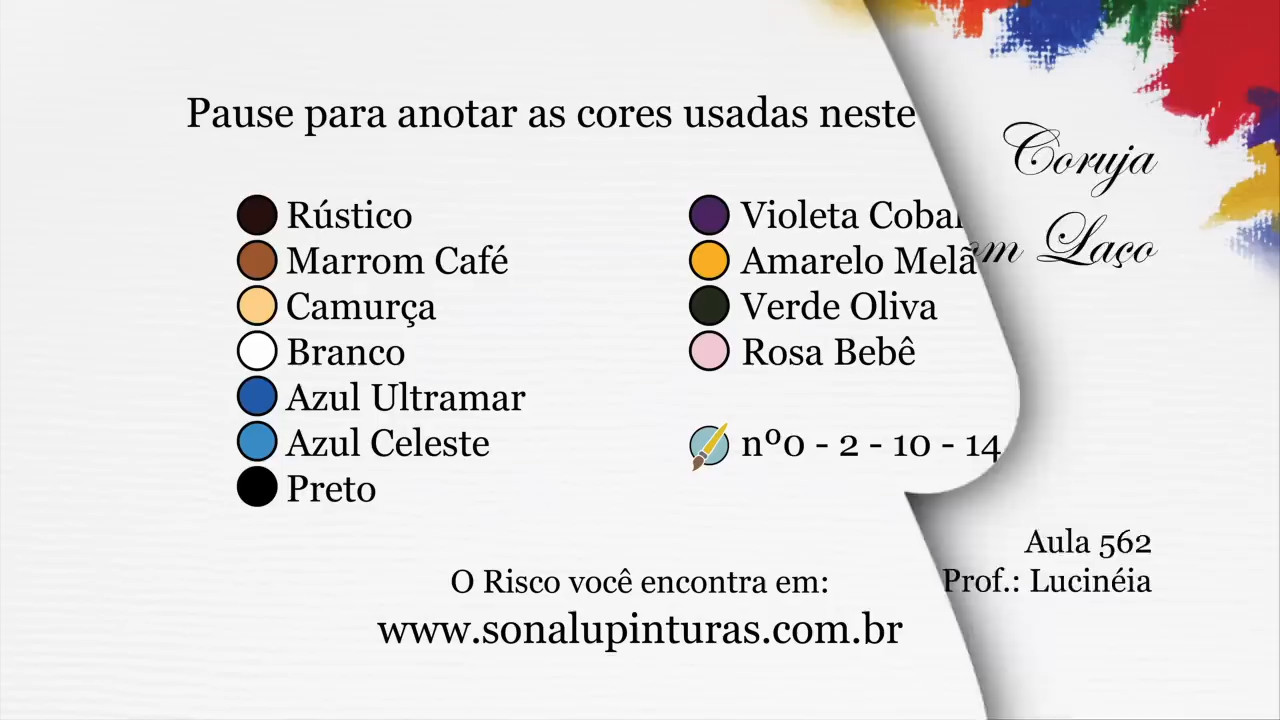 Pause para anotar as cores usadas neste
Rústico
Marrom Café
Camurça
Branco
Azul Ultramar
Azul Celeste
Preto
Violeta Cobal
Amarelo Melã
Verde Oliva
Rosa Bebê
nº0 - 2 - 10 - 14
O Risco você encontra em:
www.sonalupinturas.com.br
Coruja
om Laço
Aula 562
Prof.: Lucinéia